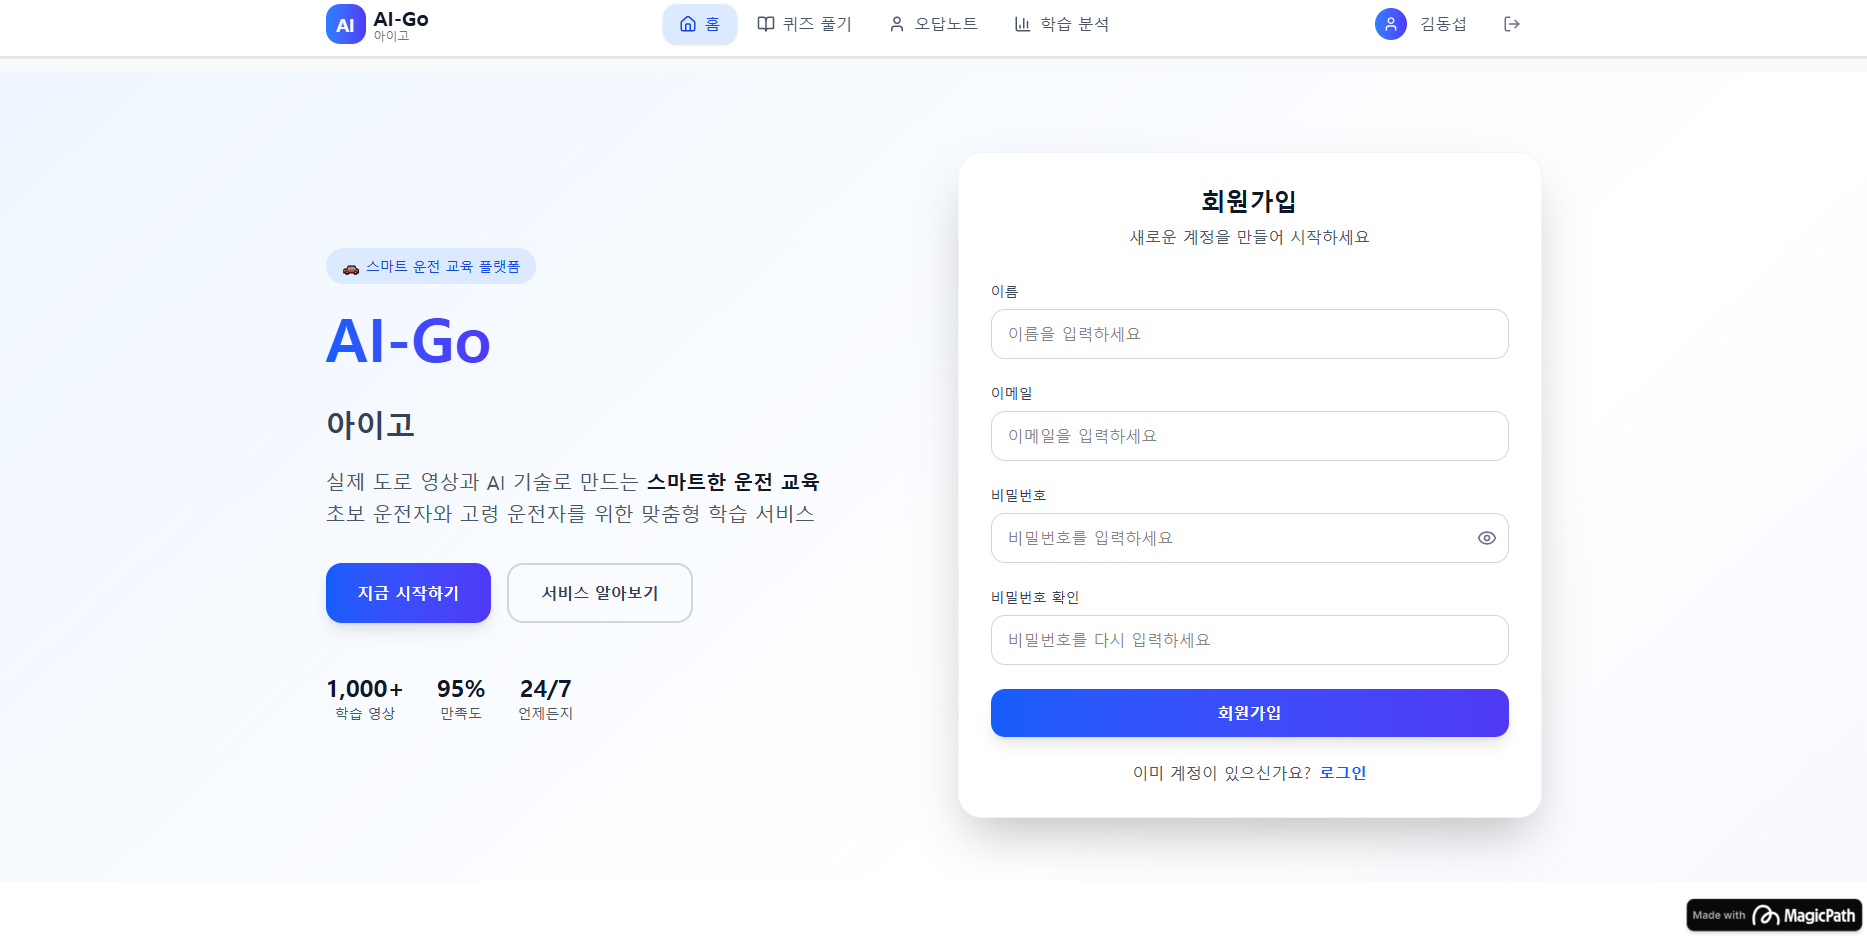 AI
AI-Go
아이고
홈
퀴즈 풀기
오답노트
학습 분석
김동섭
스마트 운전 교육 플랫폼
AI-Go
아이고
실제 도로 영상과 AI 기술로 만드는 스마트한 운전 교육
초보 운전자와 고령 운전자를 위한 맞춤형 학습 서비스
지금 시작하기
서비스 알아보기
1,000+
학습 영상
95%
만족도
24/7
언제든지
회원가입
새로운 계정을 만들어 시작하세요
이름
이름을 입력하세요
이메일
이메일을 입력하세요
비밀번호
비밀번호를 입력하세요
비밀번호 확인
비밀번호를 다시 입력하세요
회원가입
이미 계정이 있으신가요? 로그인
Made with MagicPath